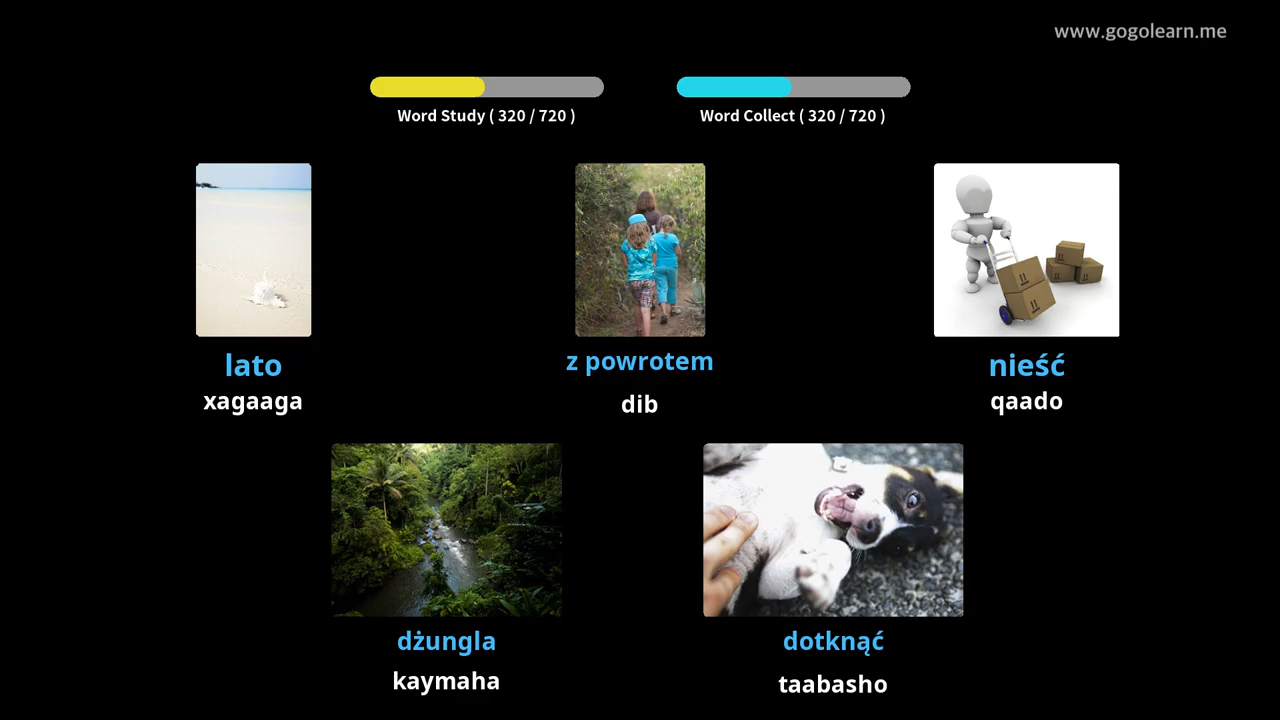 www.gogolearn.me
Word Study ( 320 / 720 )
Word Collect ( 320 / 720 )
lato
xagaaga
z powrotem
dib
nieść
qaado
dżungla
kaymaha
dotknąć
taabasho